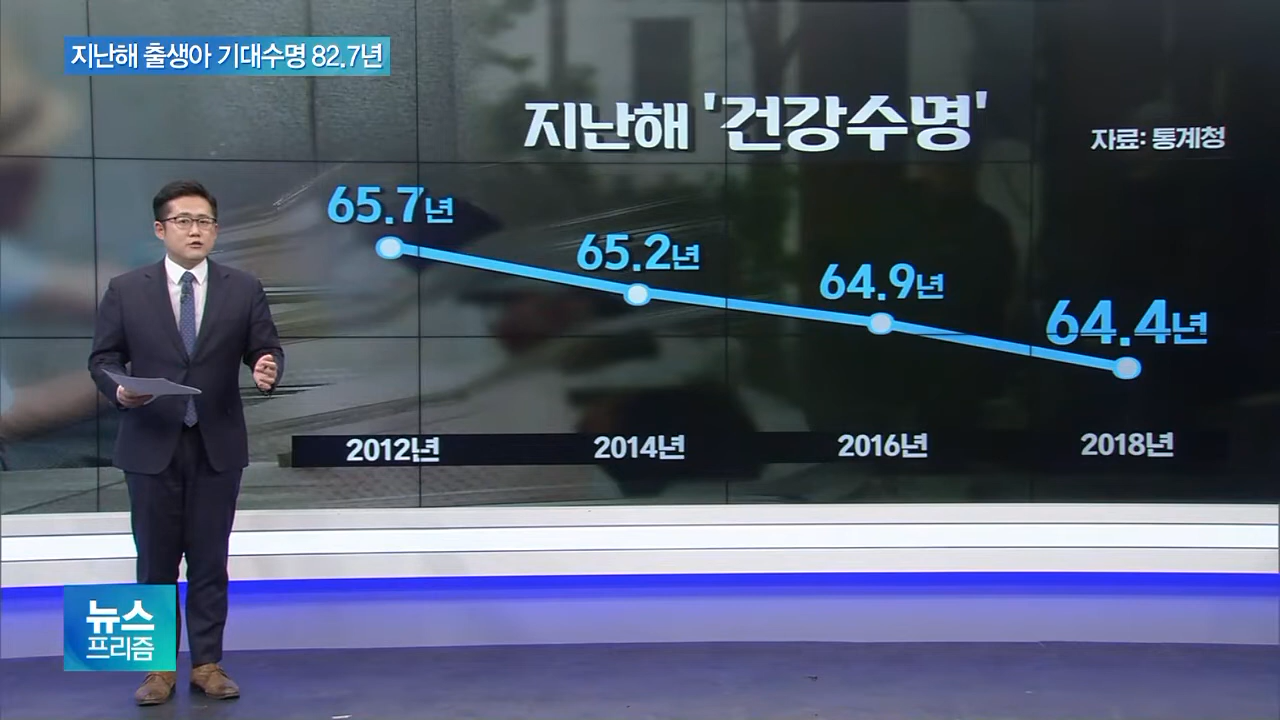 지난해 출생아 기대수명 82.7년
지난해 '건강수명'
자료: 통계청
65.7년
65.2년
64.9년
64.4년
2012년
2014년
2016년
2018년
뉴스
프리즘